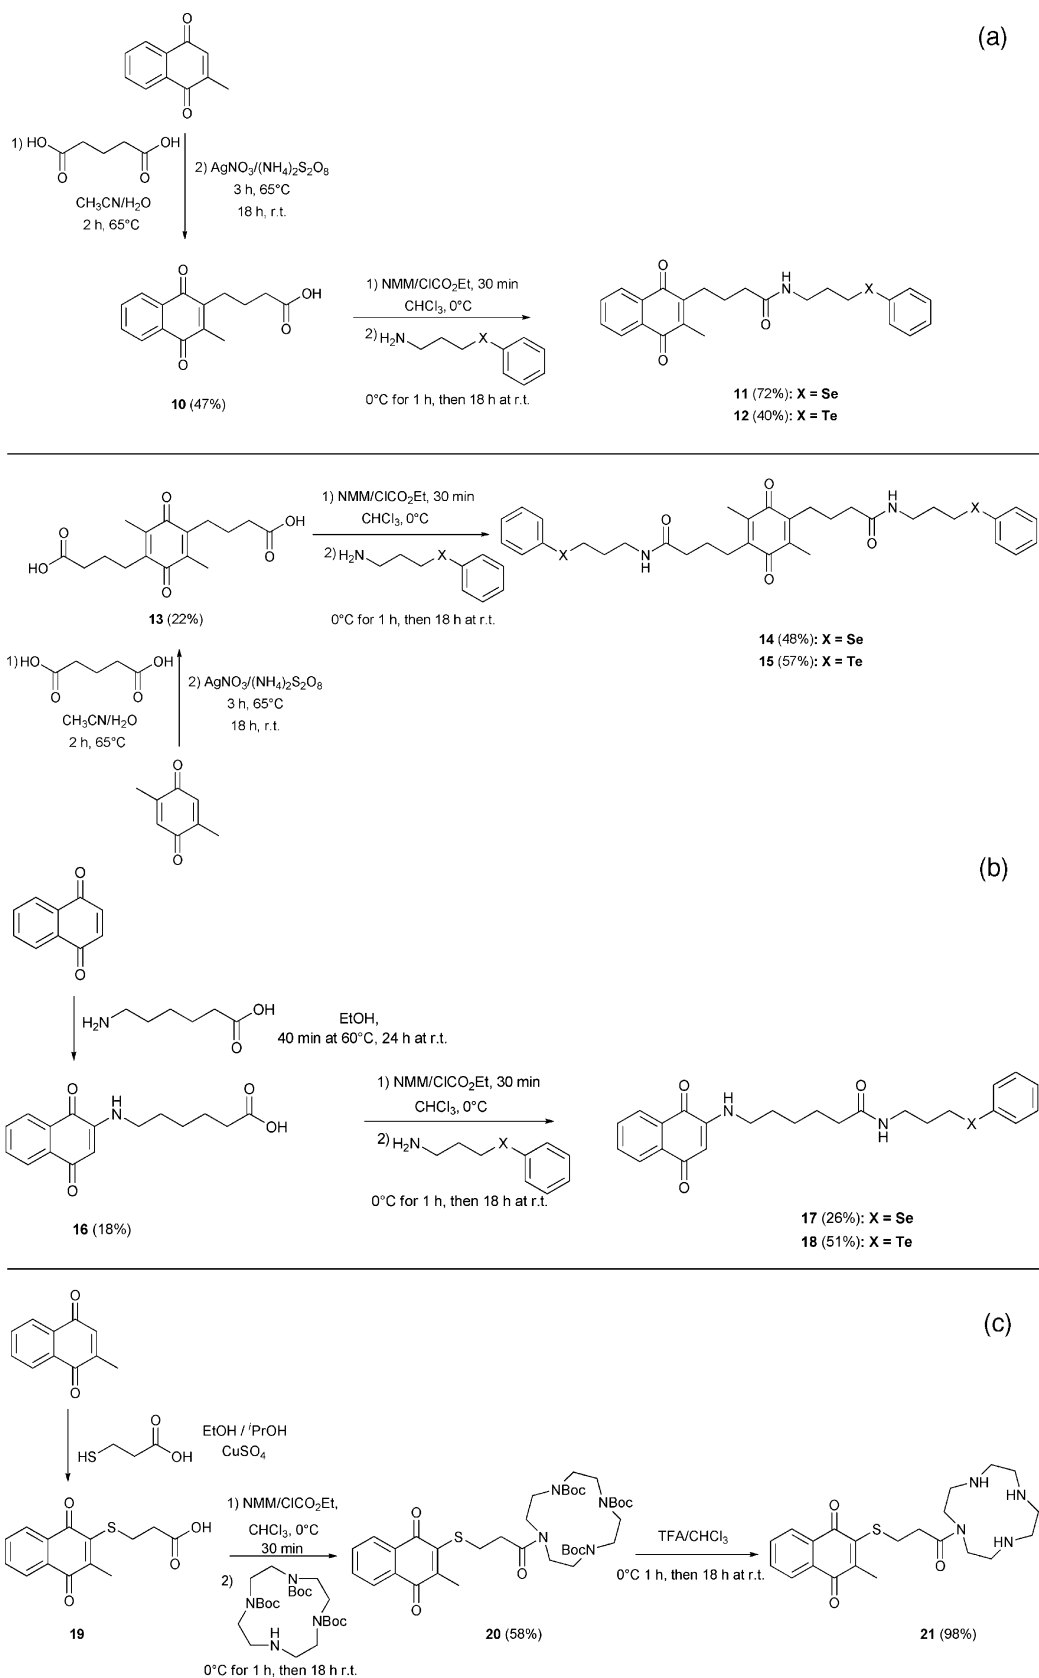 (a)
O
O
1) HO
OH
O
O
CH3CN/H2O
2 h, 65°C
2) AgNO3/(NH4)2S2O8
3 h, 65°C
18 h, r.t.
O
OH
O
O
10 (47%)
1) NMM/ClCO2Et, 30 min
CHCl3, 0°C
2) H2N
X
0°C for 1 h, then 18 h at r.t.
O
H
N
X
O
O
11 (72%): X = Se
12 (40%): X = Te
O
OH
O
O
HO
O
13 (22%)
1) NMM/ClCO2Et, 30 min
CHCl3, 0°C
2) H2N
X
0°C for 1 h, then 18 h at r.t.
O
H
N
X
O
O
X
N
H
O
14 (48%): X = Se
15 (57%): X = Te
1) HO
OH
O
O
CH3CN/H2O
2 h, 65°C
2) AgNO3/(NH4)2S2O8
3 h, 65°C
18 h, r.t.
O
O
(b)
O
O
H2N
OH
O
EtOH,
40 min at 60°C, 24 h at r.t.
O
H
N
O
OH
O
16 (18%)
1) NMM/ClCO2Et, 30 min
CHCl3, 0°C
2) H2N
X
0°C for 1 h, then 18 h at r.t.
O
H
N
O
N
H
X
O
17 (26%): X = Se
18 (51%): X = Te
(c)
O
O
HS
O
OH
EtOH / iPrOH
CuSO4
O
S
OH
O
O
19
1) NMM/ClCO2Et,
CHCl3, 0°C
30 min
2)
N
Boc
NBoc
NBoc
H
N
0°C for 1 h, then 18 h r.t.
O
S
NBoc
NBoc
N
BocN
O
O
20 (58%)
TFA/CHCl3
0°C 1 h, then 18 h at r.t.
O
S
NH
NH
N
HN
O
O
21 (98%)